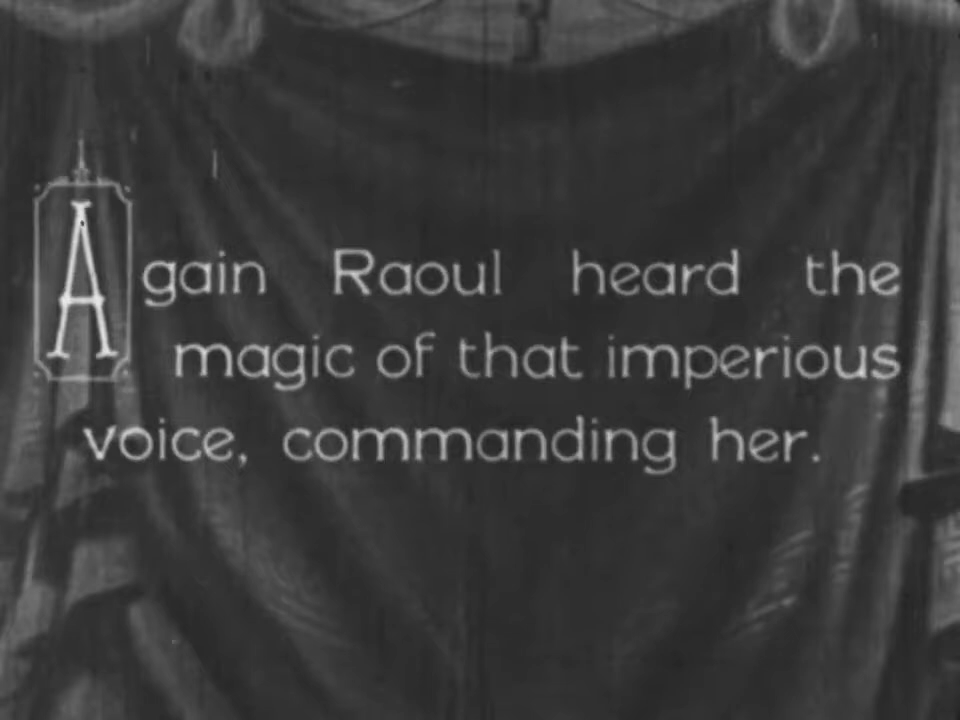 Again Raoul heard the
magic of that imperious
voice, commanding her.